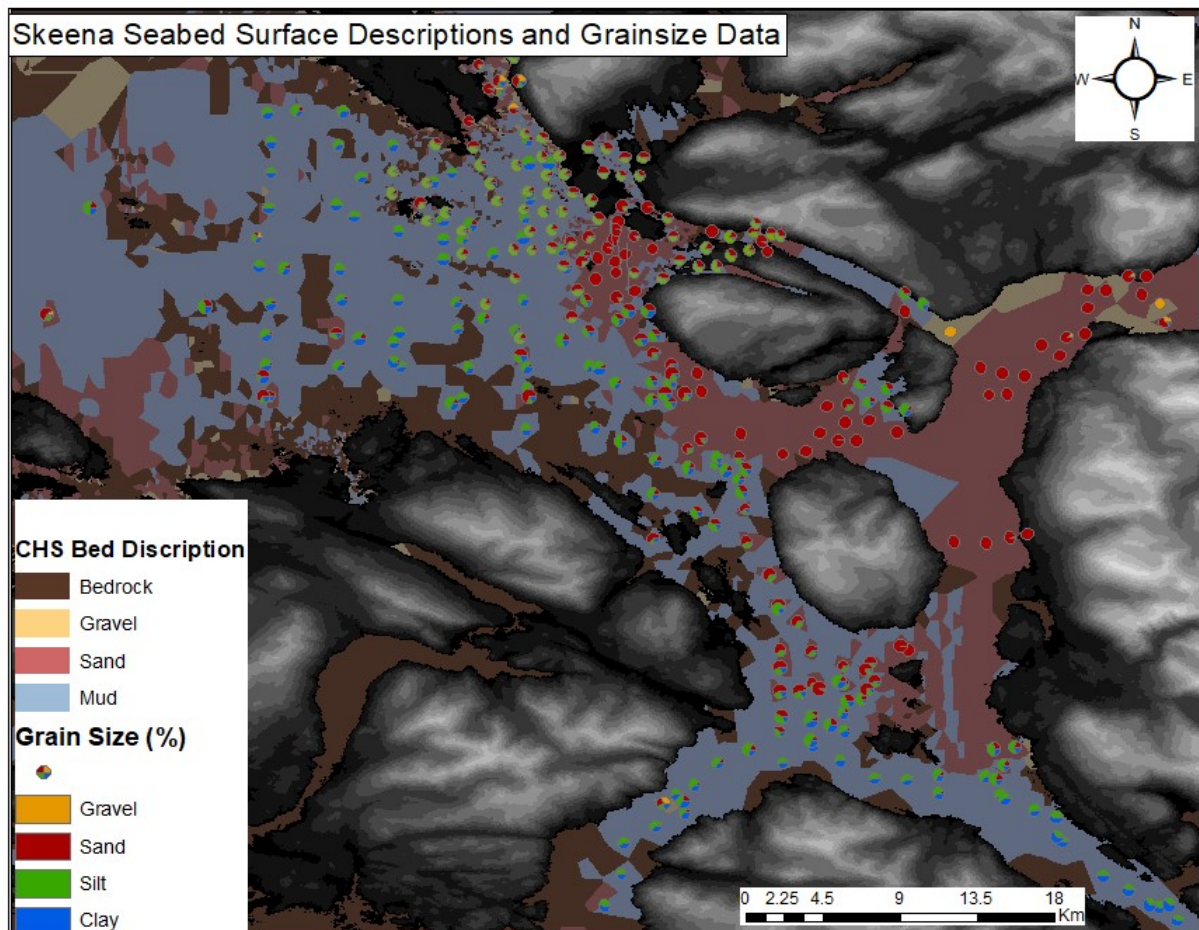 Skeena Seabed Surface Descriptions and Grainsize Data
N
W E
S
CHS Bed Discription
Bedrock
Gravel
Sand
Mud
Grain Size (%)
Gravel
Sand
Silt
Clay
0 2.25 4.5 9 13.5 18
Km